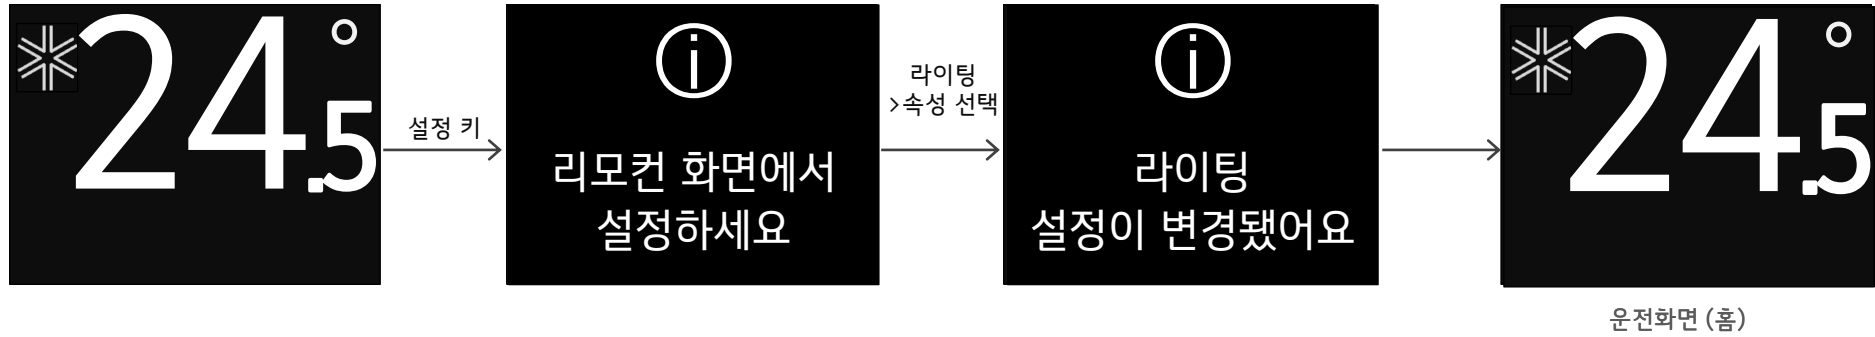 24.5°
설정 키
리모컨 화면에서
설정하세요
라이팅
>속성 선택
라이팅
설정이 변경됐어요
24.5°
운전화면 (홈)